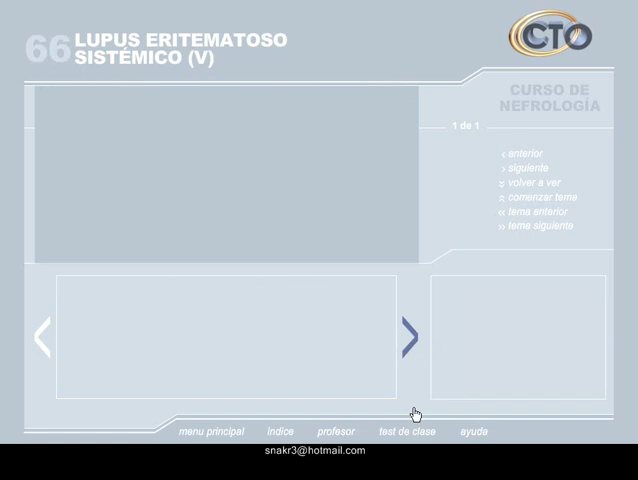 66 LUPUS ERITEMATOSO
SISTÉMICO (V)
CTO
CURSO DE
NEFROLOGÍA
1 de 1
‹ anterior
› siguiente
volver a ver
comenzar tema
‹‹ tema anterior
›› tema siguiente
menu principal índice profesor test de clase ayuda
snakr3@hotmail.com